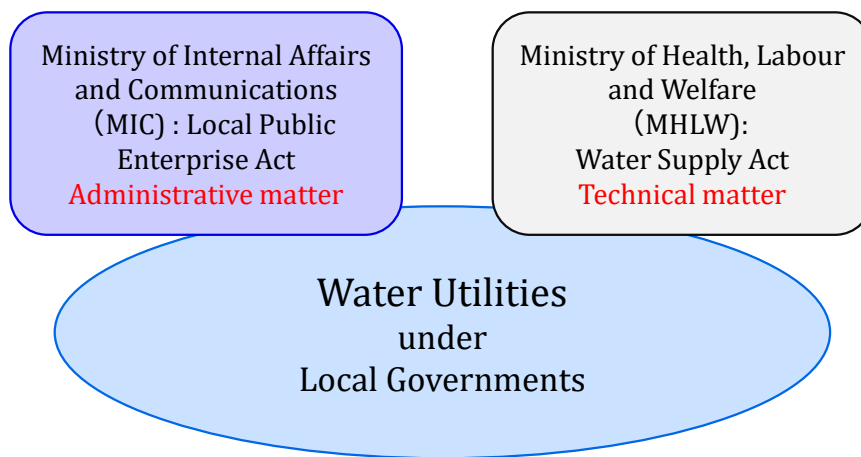 Ministry of Internal Affairs
and Communications
（MIC) : Local Public
Enterprise Act
Administrative matter
Ministry of Health, Labour
and Welfare
(MHLW):
Water Supply Act
Technical matter
Water Utilities
under
Local Governments